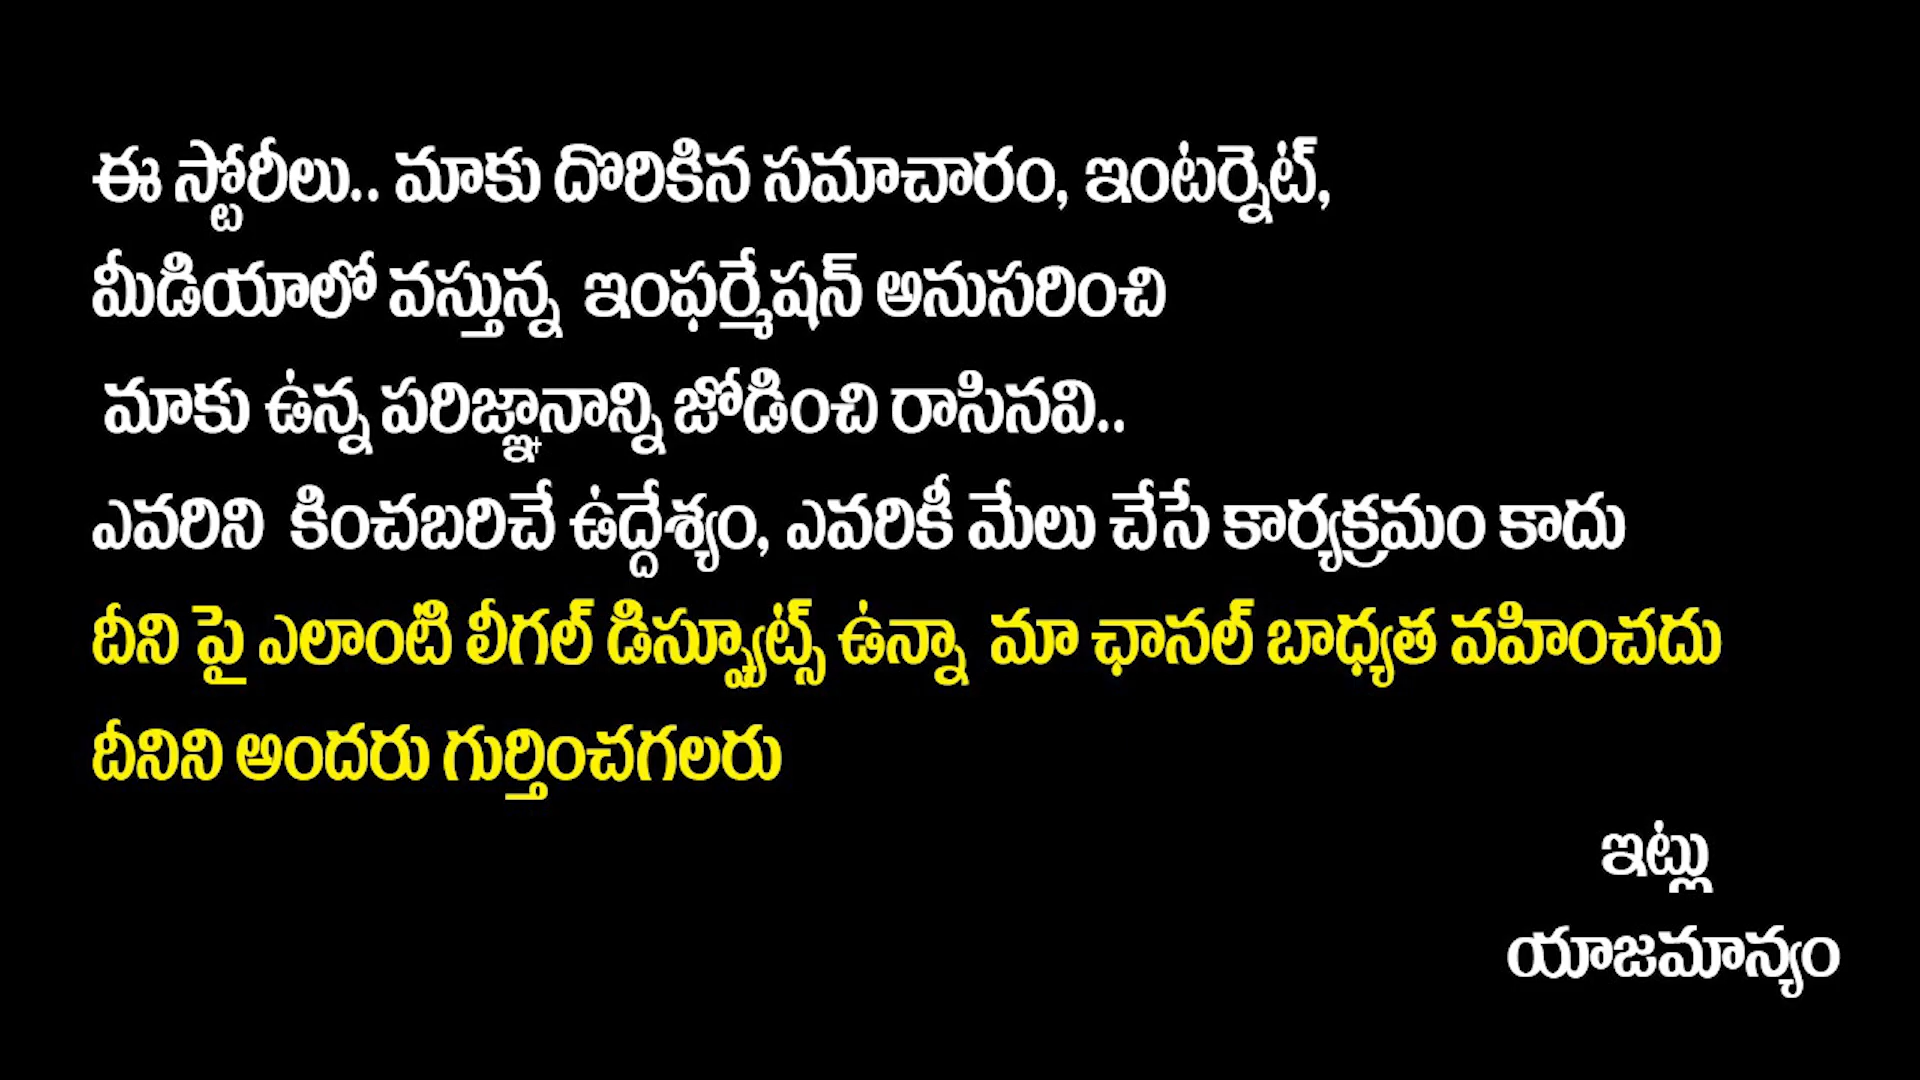 ఈ స్టోరీలు.. మాకు దొరికిన సమాచారం, ఇంటర్నెట్,
మీడియాలో వస్తున్న ఇంఫర్మేషన్ అనుసరించి
మాకు ఉన్న పరిజ్ఞానాన్ని జోడించి రాసినవి..
ఎవరిని కించబరిచే ఉద్దేశ్యం, ఎవరికీ మేలు చేసే కార్యక్రమం కాదు
దీని పై ఎలాంటి లీగల్ డిస్ప్యూట్స్ ఉన్నా మా ఛానల్ బాధ్యత వహించదు
దీనిని అందరు గుర్తించగలరు
ఇట్లు
యాజమాన్యం